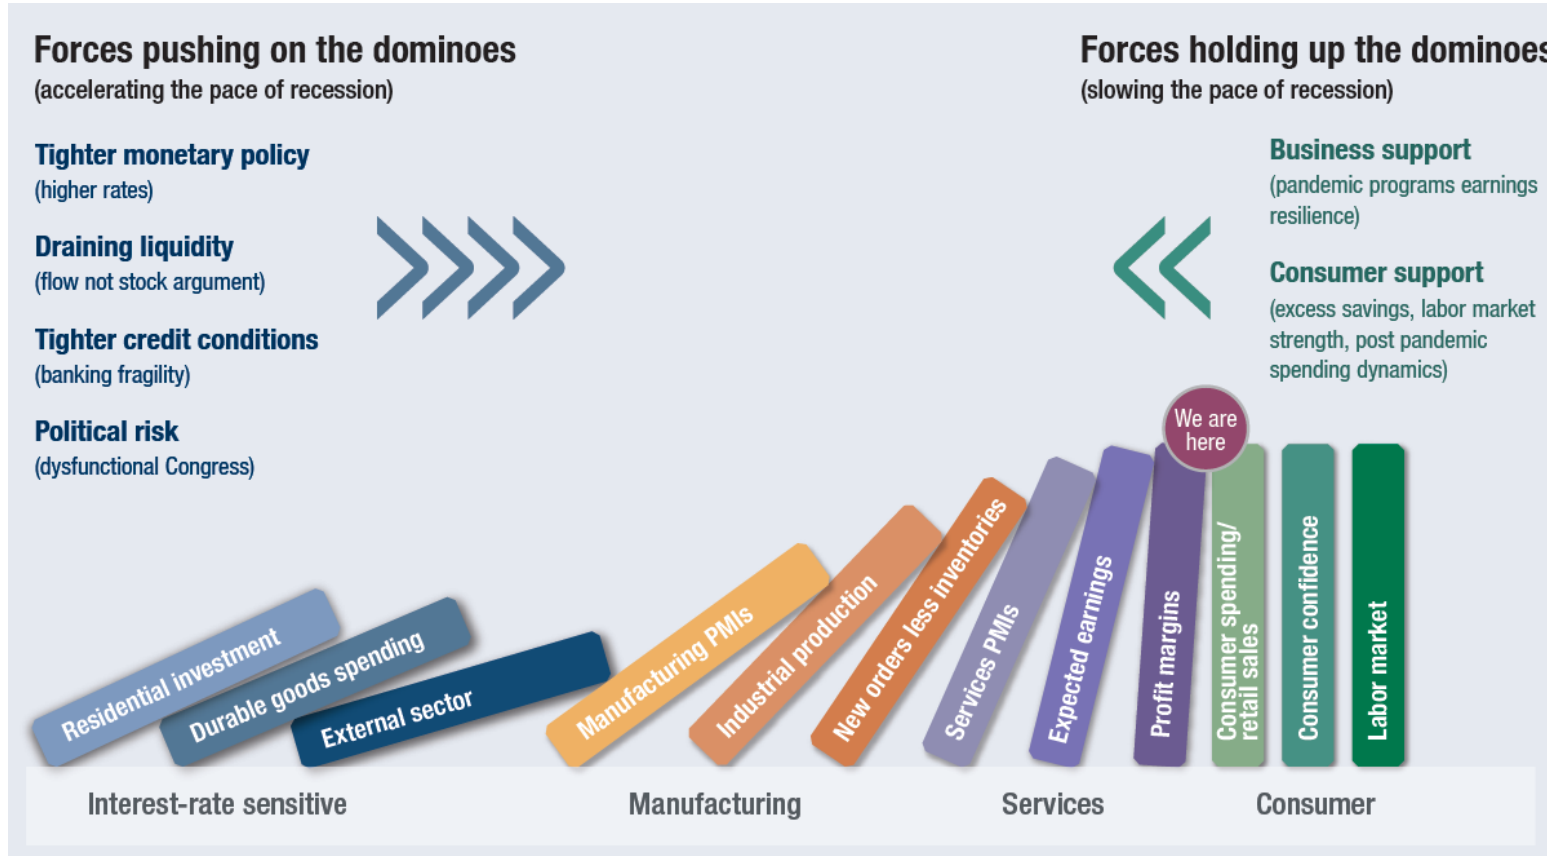 Forces pushing on the dominoes
(accelerating the pace of recession)
Tighter monetary policy
(higher rates)
Draining liquidity
(flow not stock argument)
Tighter credit conditions
(banking fragility)
Political risk
(dysfunctional Congress)
Forces holding up the dominoes
(slowing the pace of recession)
Business support
(pandemic programs earnings
resilience)
Consumer support
(excess savings, labor market
strength, post pandemic
spending dynamics)
We are
here
Residential investment
Durable goods spending
External sector
Manufacturing PMIs
Industrial production
New orders less inventories
Services PMIs
Expected earnings
Profit margins
Consumer spending/
retail sales
Consumer confidence
Labor market
Interest-rate sensitive
Manufacturing
Services
Consumer